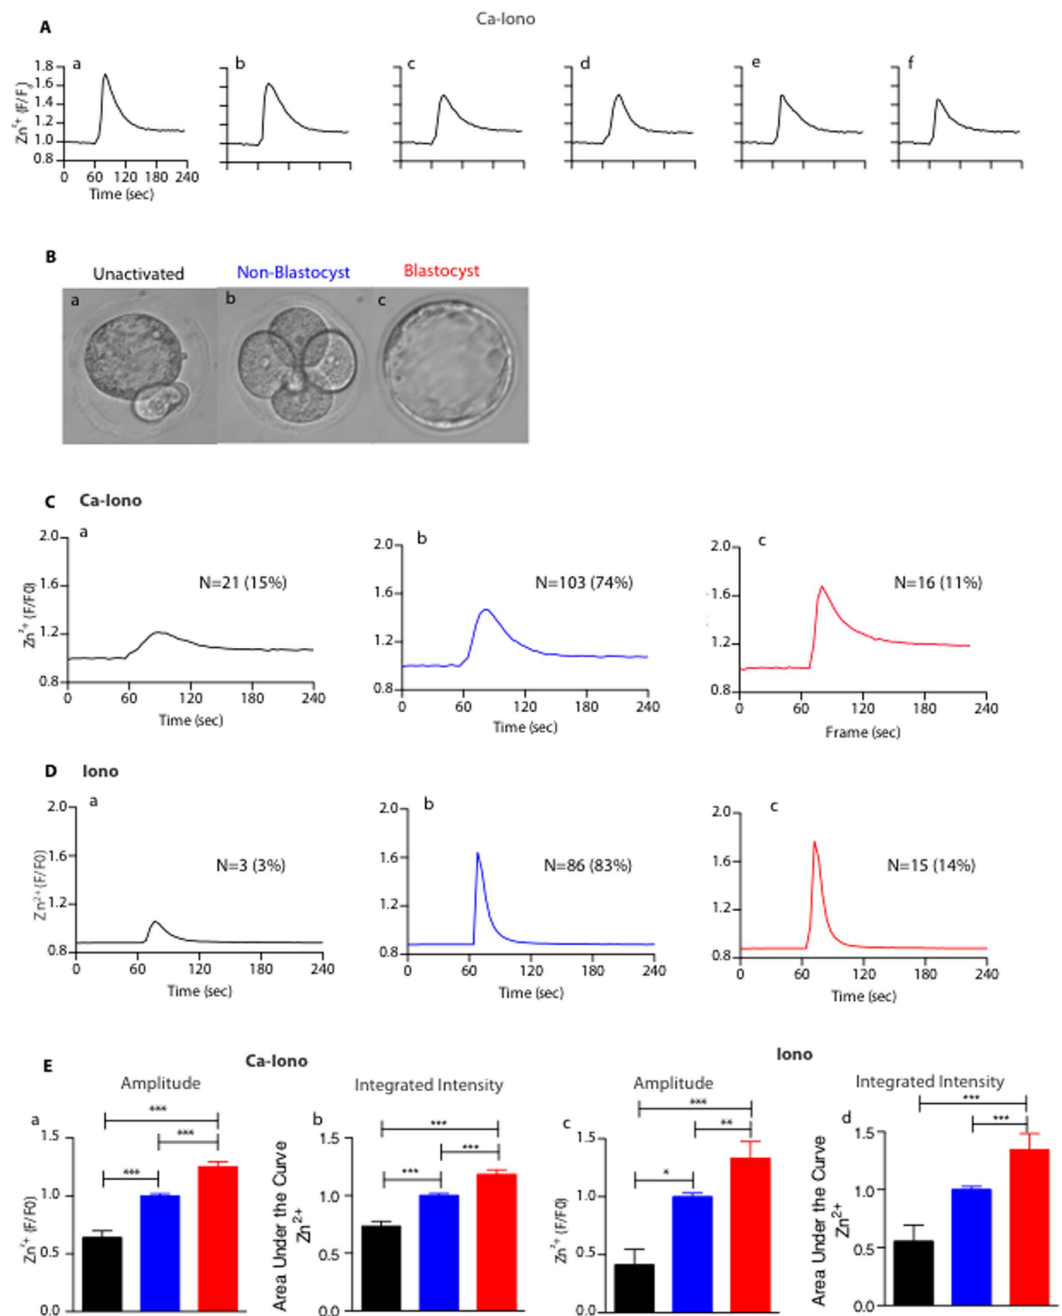 A
Ca-Iono
a
b
c
d
e
f
Zn²⁺ (F/F₀)
1.8
1.6
1.4
1.2
1.0
0.8
0 60 120 180 240
Time (sec)
B
Unactivated
Non-Blastocyst
Blastocyst
a
b
c
C Ca-Iono
a
Zn²⁺ (F/F0)
2.0
1.6
1.2
0.8
N=21 (15%)
0 60 120 180 240
Time (sec)
b
2.0
1.6
1.2
0.8
N=103 (74%)
0 60 120 180 240
Time (sec)
c
2.0
1.6
1.2
0.8
N=16 (11%)
0 60 120 180 240
Frame (sec)
D Iono
a
Zn²⁺ (F/F0)
2.0
1.6
1.2
0.8
N=3 (3%)
0 60 120 180 240
Time (sec)
b
2.0
1.6
1.2
0.8
N=86 (83%)
0 60 120 180 240
Time (sec)
c
2.0
1.6
1.2
0.8
N=15 (14%)
0 60 120 180 240
Time (sec)
E
Ca-Iono
Iono
Amplitude
a
***
***
***
Zn²⁺ (F/F0)
1.5
1.0
0.5
0.0
Integrated Intensity
b
***
***
***
Area Under the Curve
Zn²⁺
1.5
1.0
0.5
0.0
Amplitude
c
***
**
*
Zn²⁺ (F/F0)
1.5
1.0
0.5
0.0
Integrated Intensity
d
***
***
Area Under the Curve
Zn²⁺
1.5
1.0
0.5
0.0